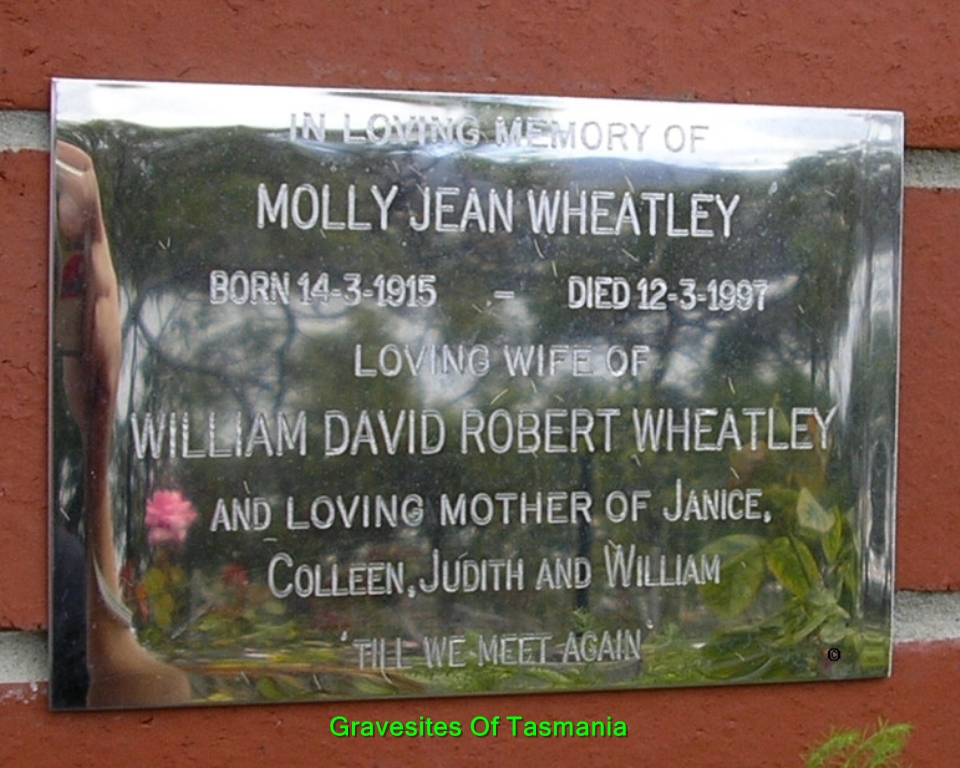 IN LOVING MEMORY OF
MOLLY JEAN WHEATLEY
BORN 14-3-1915 – DIED 12-3-1997
LOVING WIFE OF
WILLIAM DAVID ROBERT WHEATLEY
AND LOVING MOTHER OF JANICE,
COLLEEN, JUDITH AND WILLIAM
'TILL WE MEET AGAIN'
©
Gravesites Of Tasmania